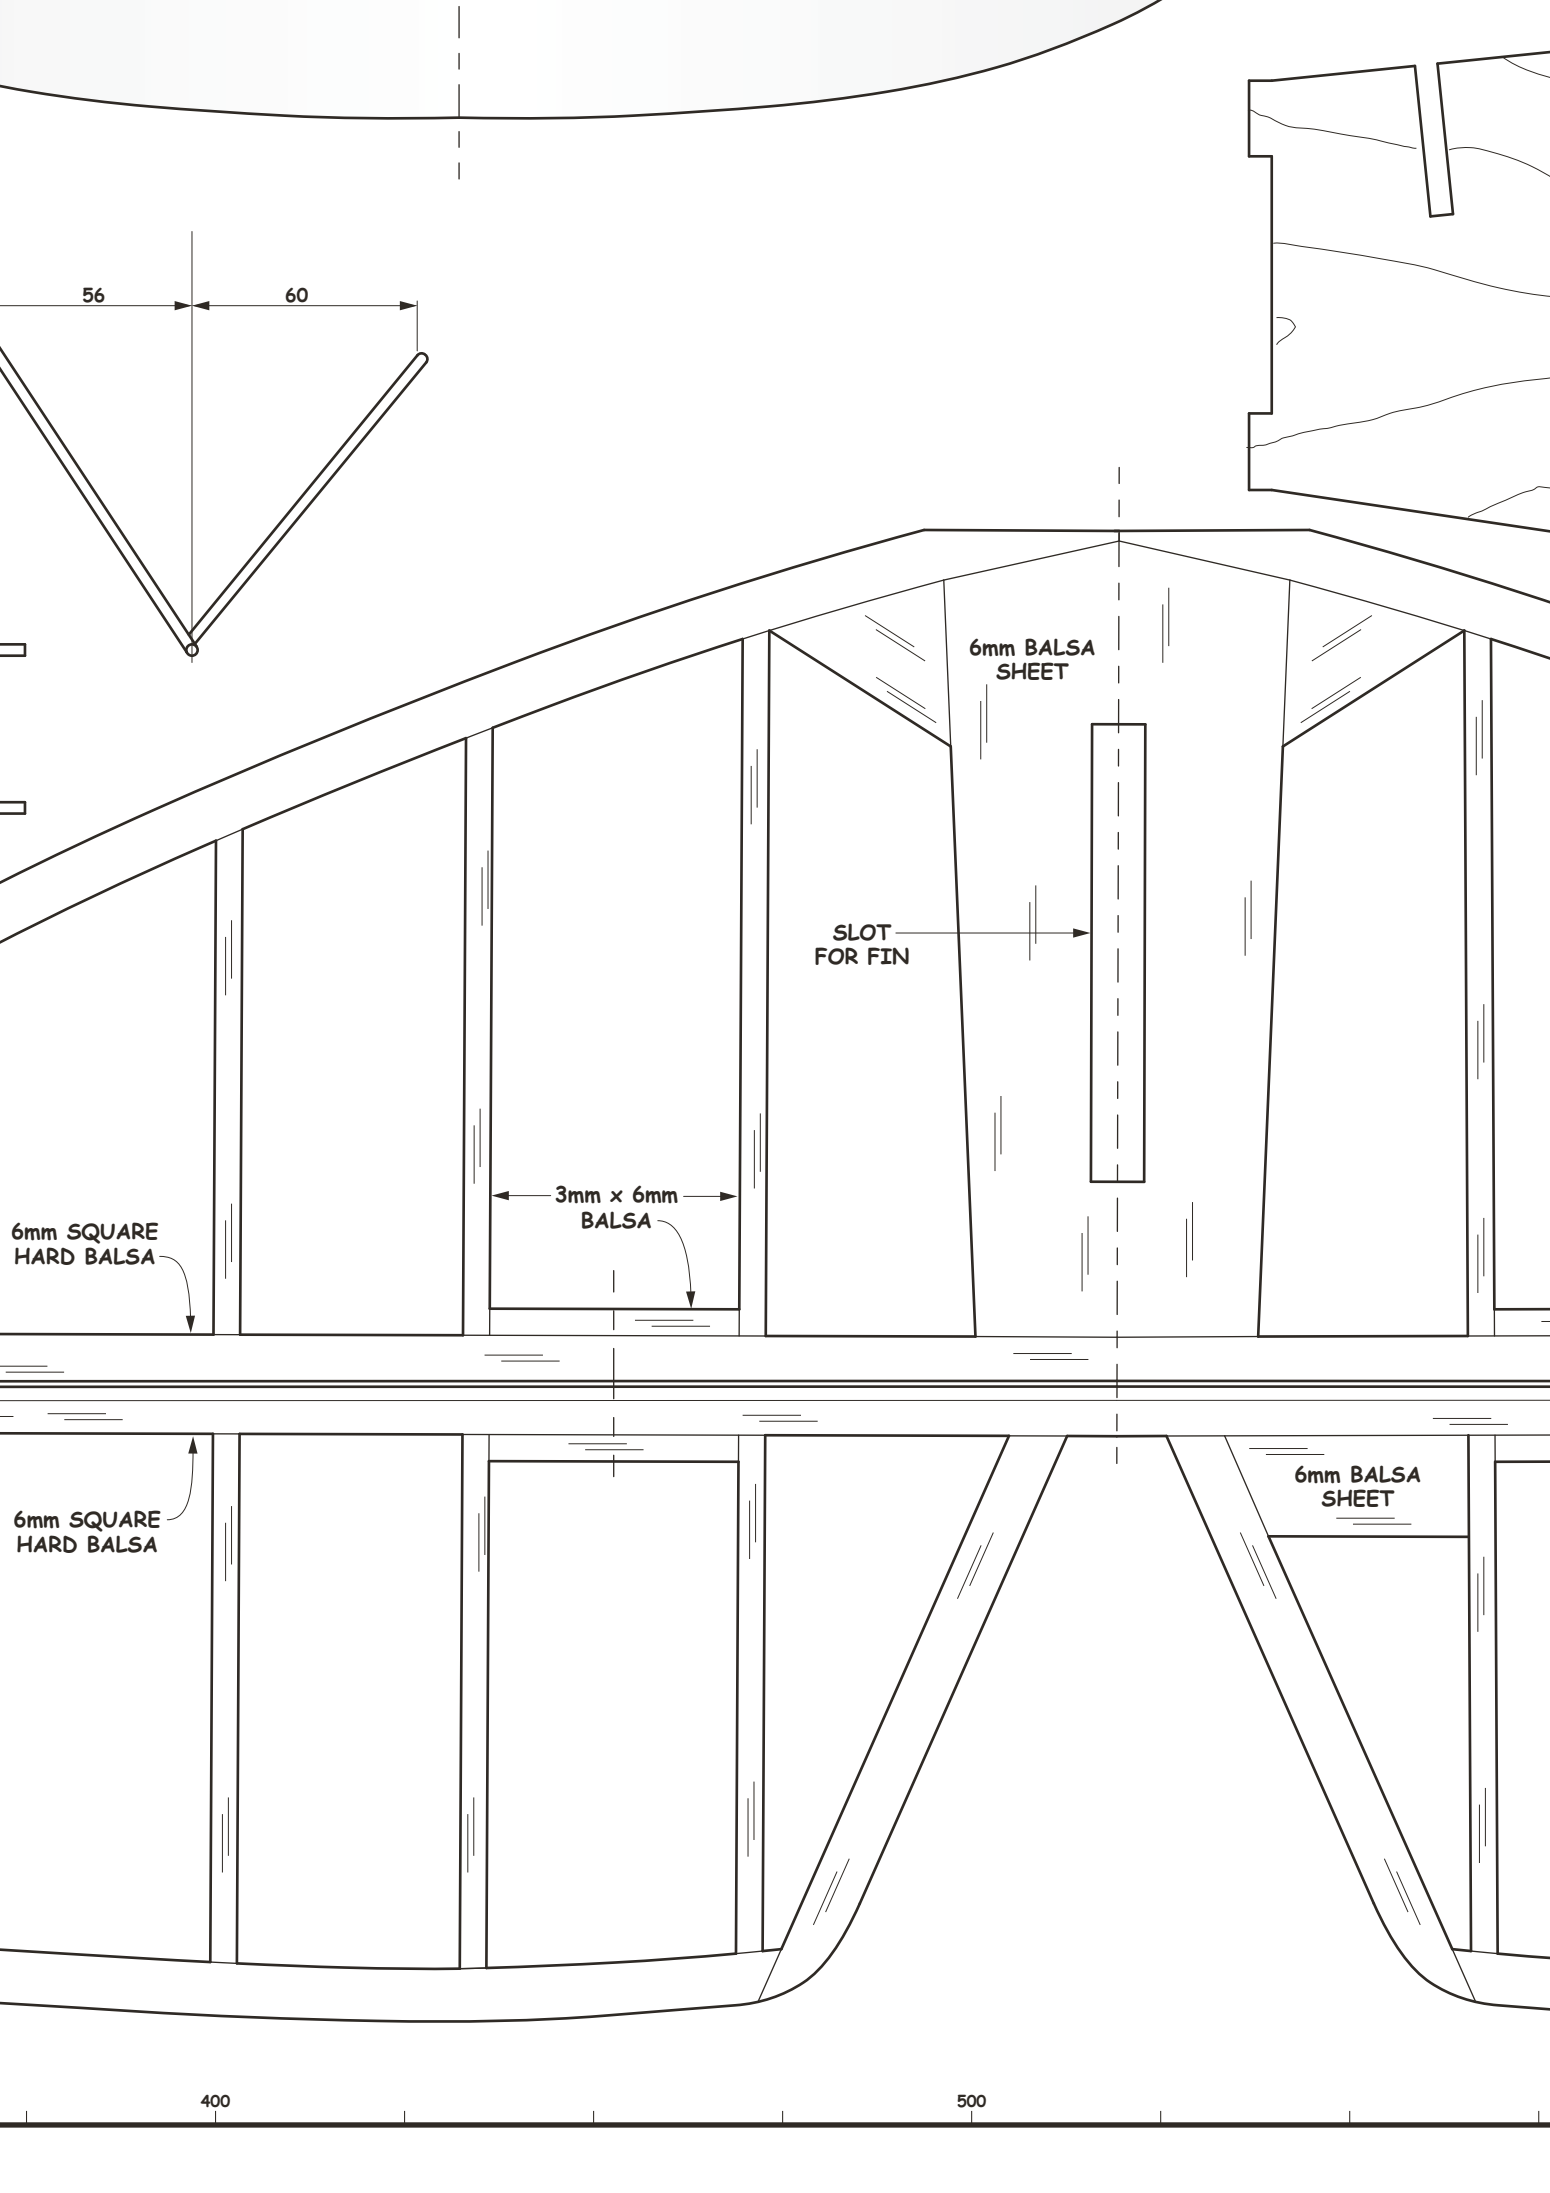 56
60
6mm BALSA
SHEET
SLOT
FOR FIN
3mm x 6mm
BALSA
6mm SQUARE
HARD BALSA
6mm BALSA
SHEET
6mm SQUARE
HARD BALSA
400
500